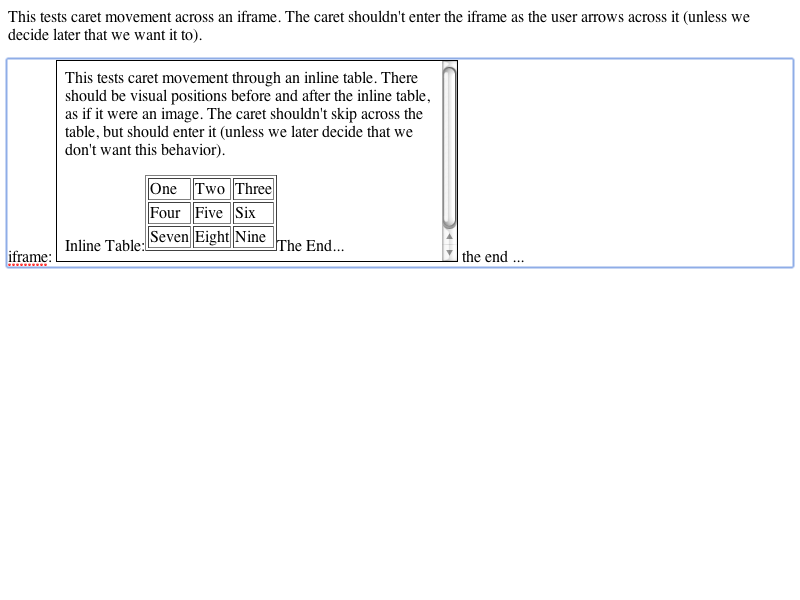 This tests caret movement across an iframe. The caret shouldn't enter the iframe as the user arrows across it (unless we
decide later that we want it to).
This tests caret movement through an inline table. There
should be visual positions before and after the inline table,
as if it were an image. The caret shouldn't skip across the
table, but should enter it (unless we later decide that we
don't want this behavior).
One Two Three
Four Five Six
Seven Eight Nine
Inline Table: The End...
iframe: the end ...